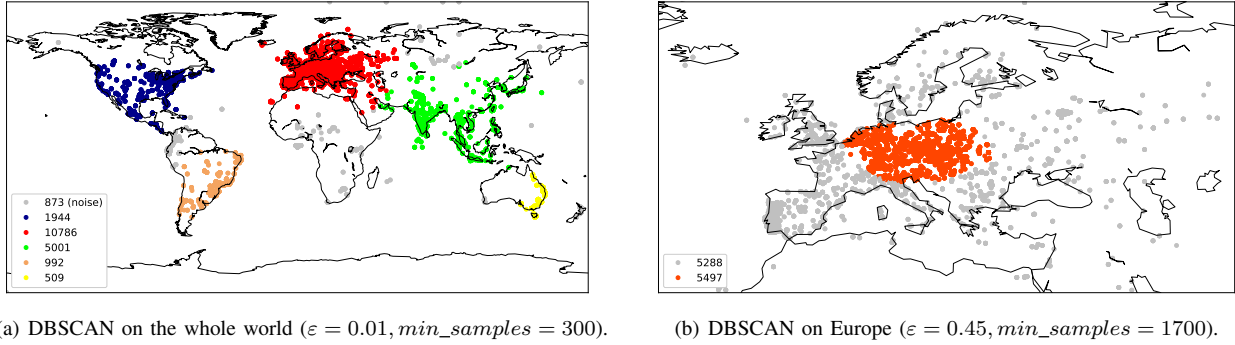 873 (noise)
1944
10786
5001
992
509
5288
5497
a) DBSCAN on the whole world (ε = 0.01, min_samples = 300).
(b) DBSCAN on Europe (ε = 0.45, min_samples = 1700).